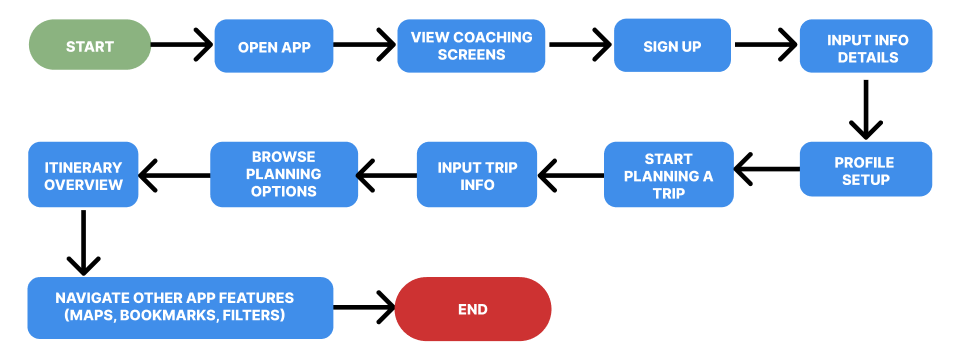 START
OPEN APP
VIEW COACHING
SCREENS
SIGN UP
INPUT INFO
DETAILS
PROFILE
SETUP
START
PLANNING A
TRIP
INPUT TRIP
INFO
BROWSE
PLANNING
OPTIONS
ITINERARY
OVERVIEW
NAVIGATE OTHER APP FEATURES
(MAPS, BOOKMARKS, FILTERS)
END